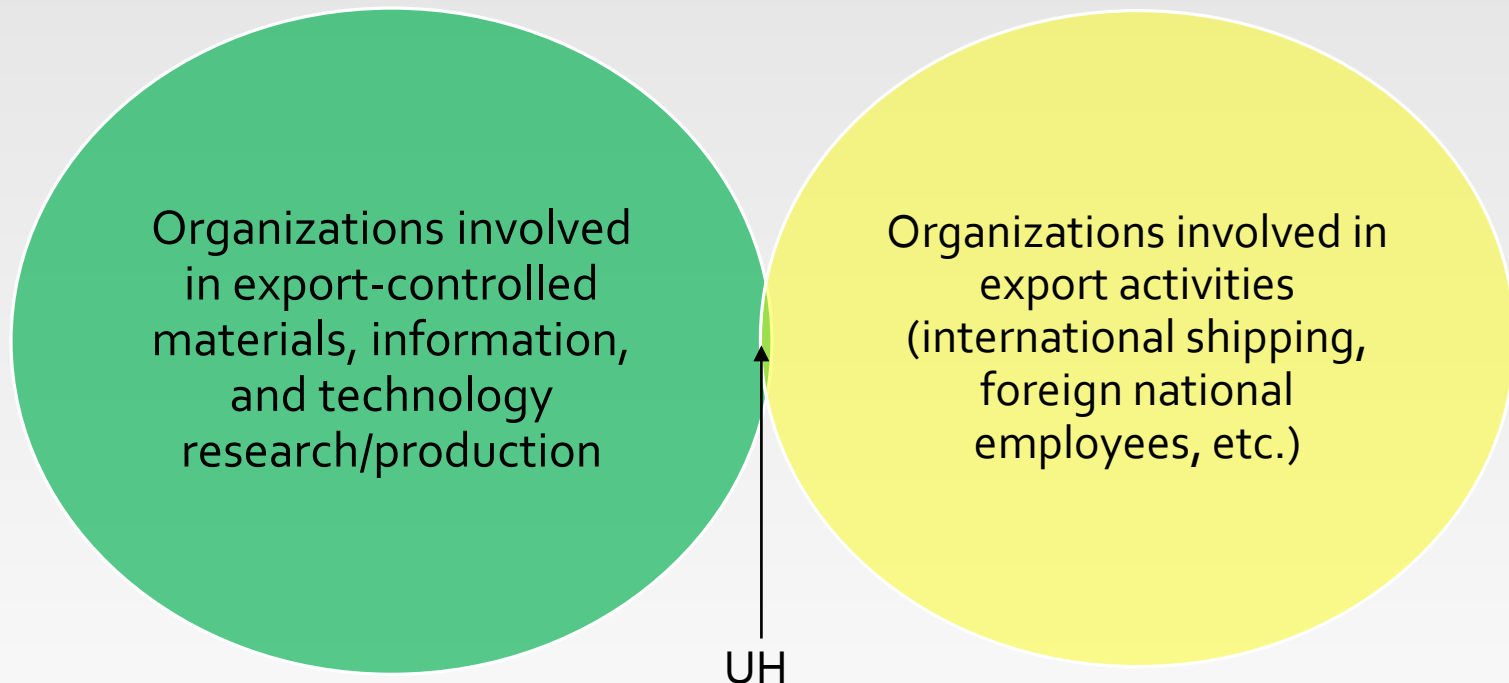 Organizations involved
in export-controlled
materials, information,
and technology
research/production
Organizations involved in
export activities
(international shipping,
foreign national
employees, etc.)
UH